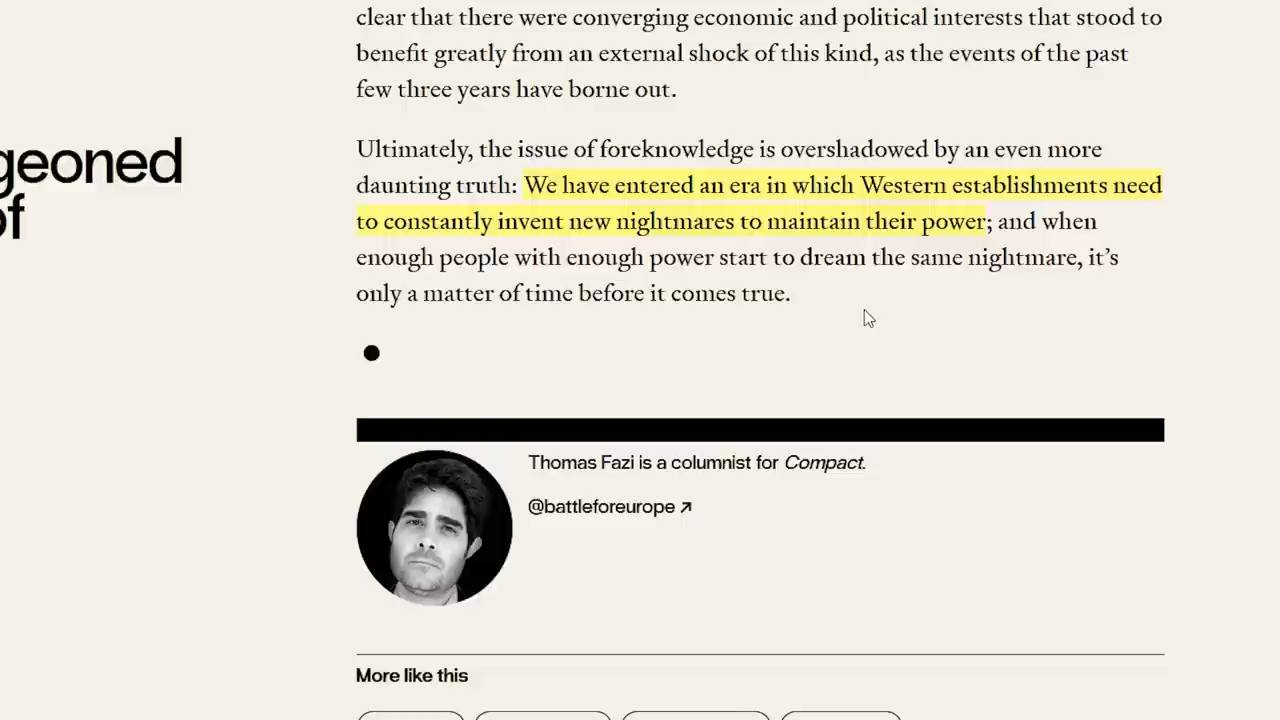 clear that there were converging economic and political interests that stood to
benefit greatly from an external shock of this kind, as the events of the past
few three years have borne out.
geoned
of
Ultimately, the issue of foreknowledge is overshadowed by an even more
daunting truth: We have entered an era in which Western establishments need
to constantly invent new nightmares to maintain their power; and when
enough people with enough power start to dream the same nightmare, it’s
only a matter of time before it comes true.
Thomas Fazi is a columnist for Compact.
@battleforeurope ↗
More like this